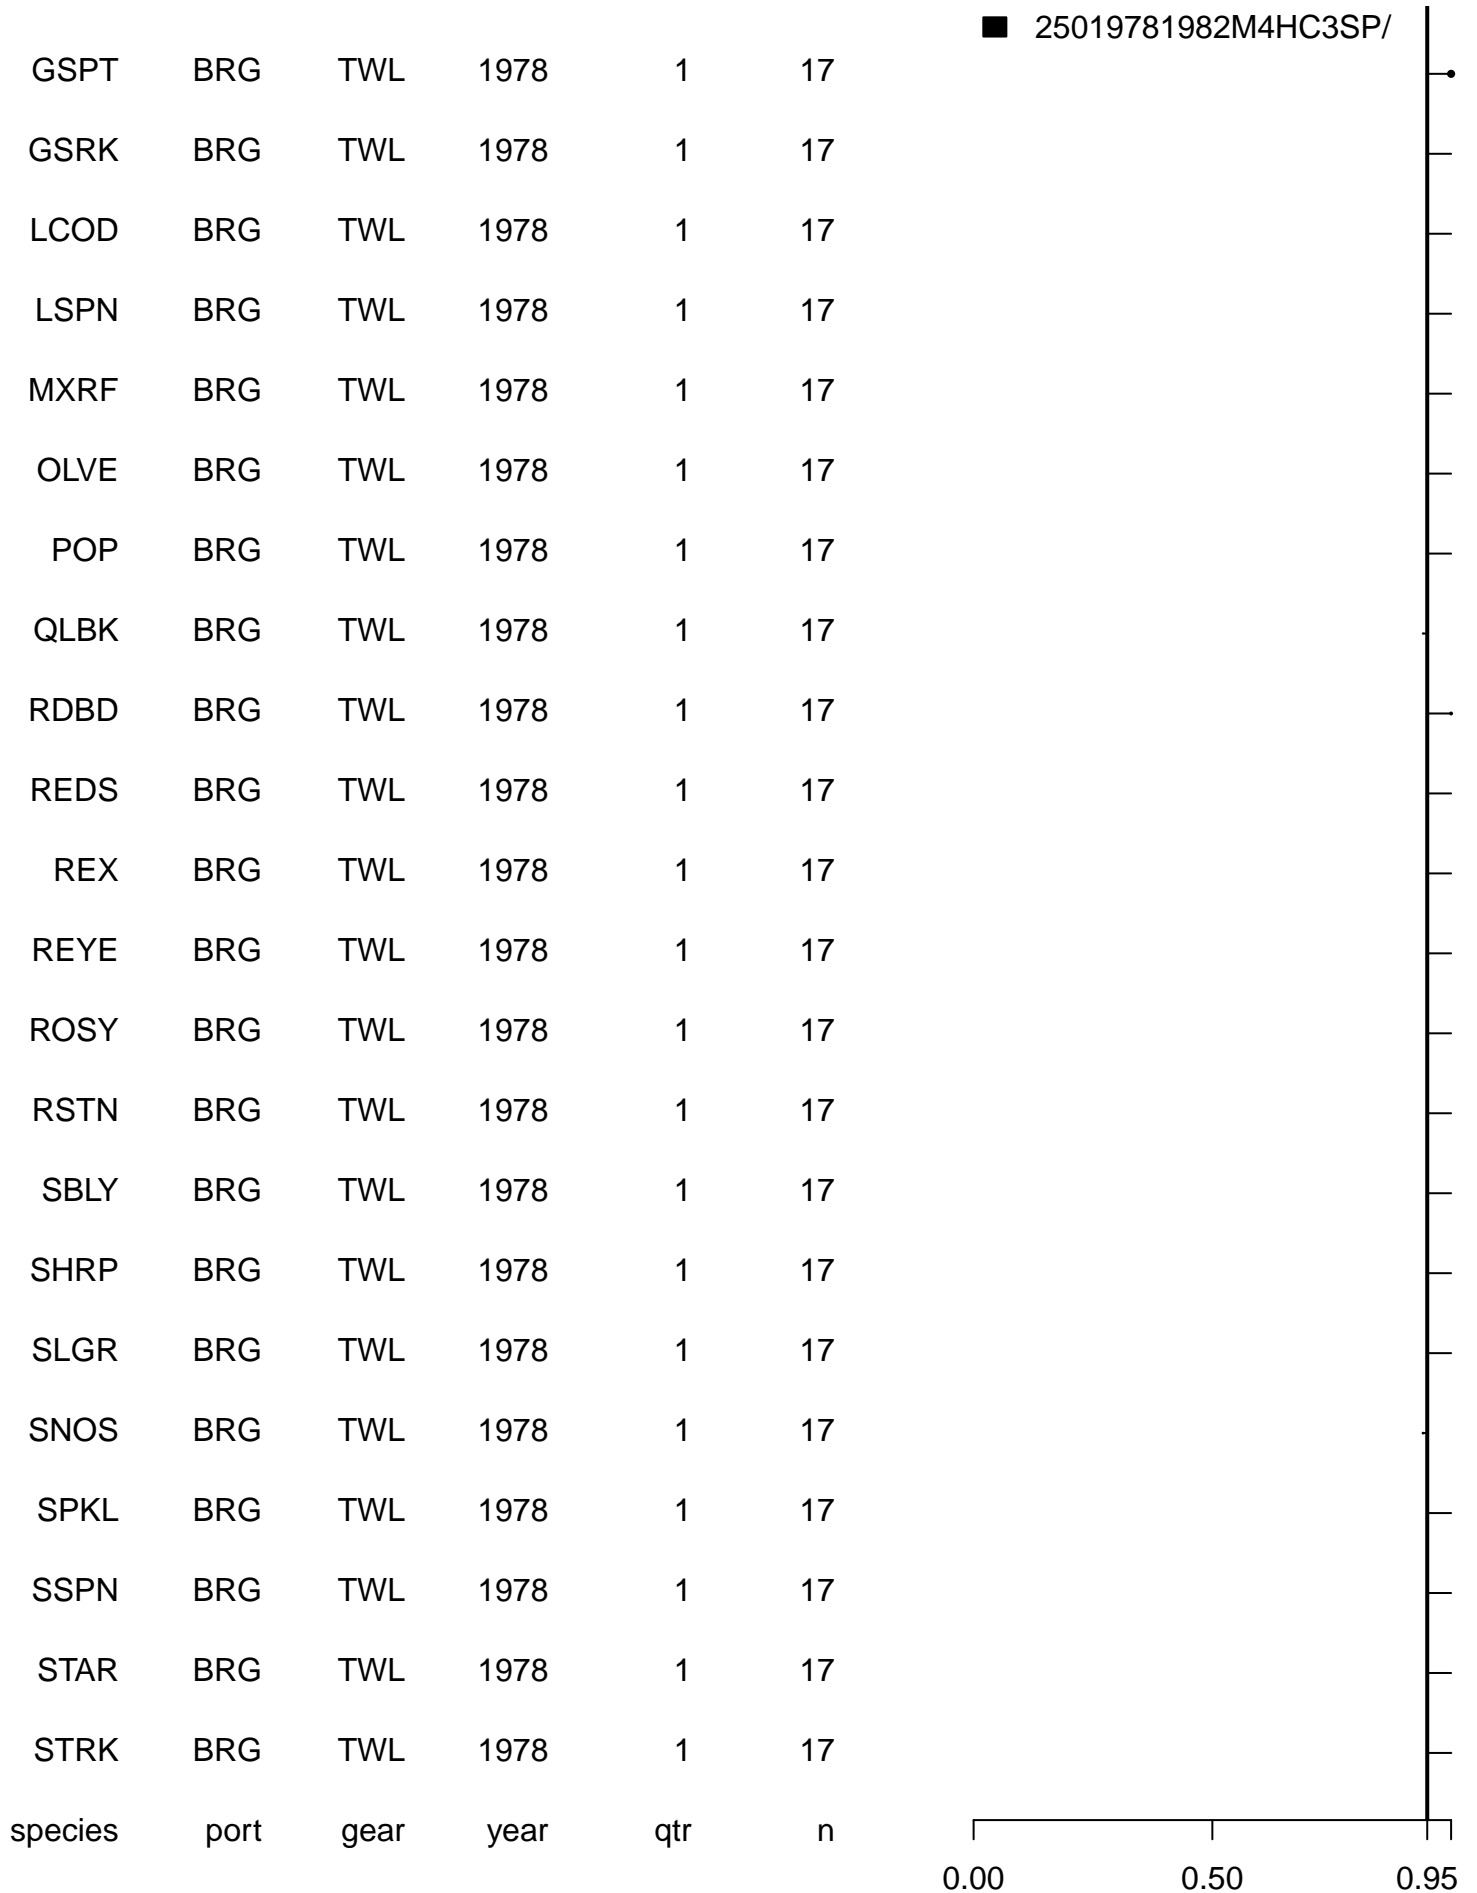 25019781982M4HC3SP/
GSPT BRG TWL 1978 1 17
GSRK BRG TWL 1978 1 17
LCOD BRG TWL 1978 1 17
LSPN BRG TWL 1978 1 17
MXRF BRG TWL 1978 1 17
OLVE BRG TWL 1978 1 17
POP BRG TWL 1978 1 17
QLBK BRG TWL 1978 1 17
RDBD BRG TWL 1978 1 17
REDS BRG TWL 1978 1 17
REX BRG TWL 1978 1 17
REYE BRG TWL 1978 1 17
ROSY BRG TWL 1978 1 17
RSTN BRG TWL 1978 1 17
SBLY BRG TWL 1978 1 17
SHRP BRG TWL 1978 1 17
SLGR BRG TWL 1978 1 17
SNOS BRG TWL 1978 1 17
SPKL BRG TWL 1978 1 17
SSPN BRG TWL 1978 1 17
STAR BRG TWL 1978 1 17
STRK BRG TWL 1978 1 17
species port gear year qtr n
0.00 0.50 0.95